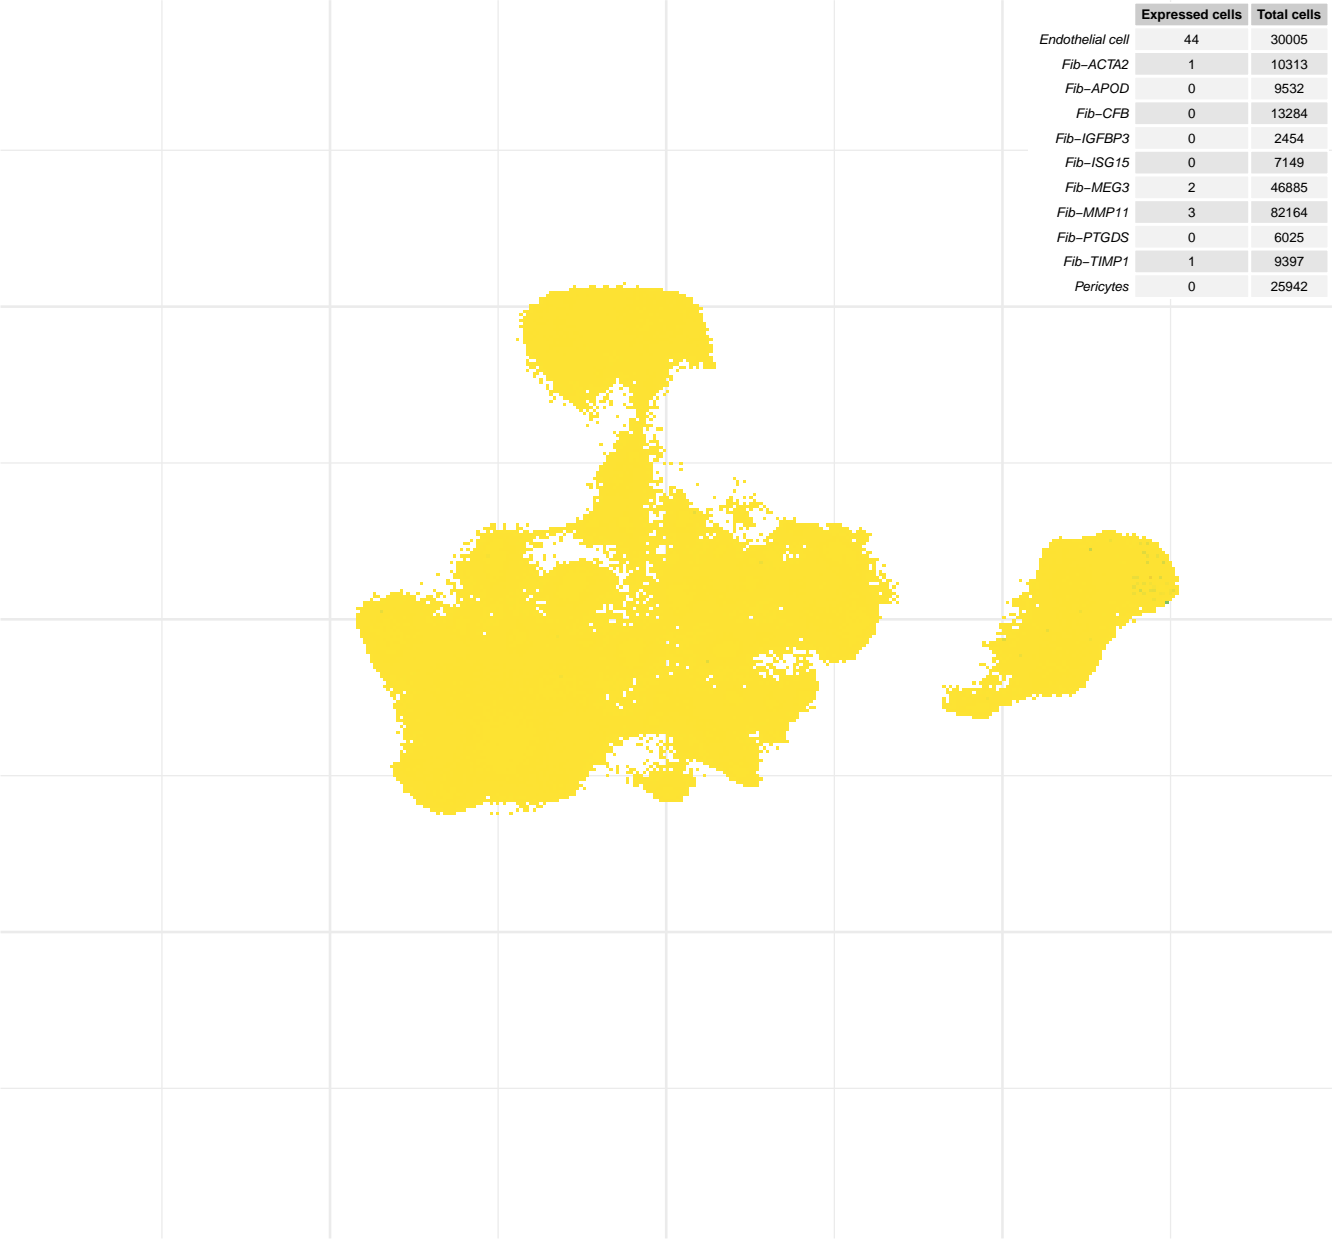 Expressed cells Total cells
Endothelial cell 44 30005
Fib−ACTA2 1 10313
Fib−APOD 0 9532
Fib−CFB 0 13284
Fib−IGFBP3 0 2454
Fib−ISG15 0 7149
Fib−MEG3 2 46885
Fib−MMP11 3 82164
Fib−PTGDS 0 6025
Fib−TIMP1 1 9397
Pericytes 0 25942